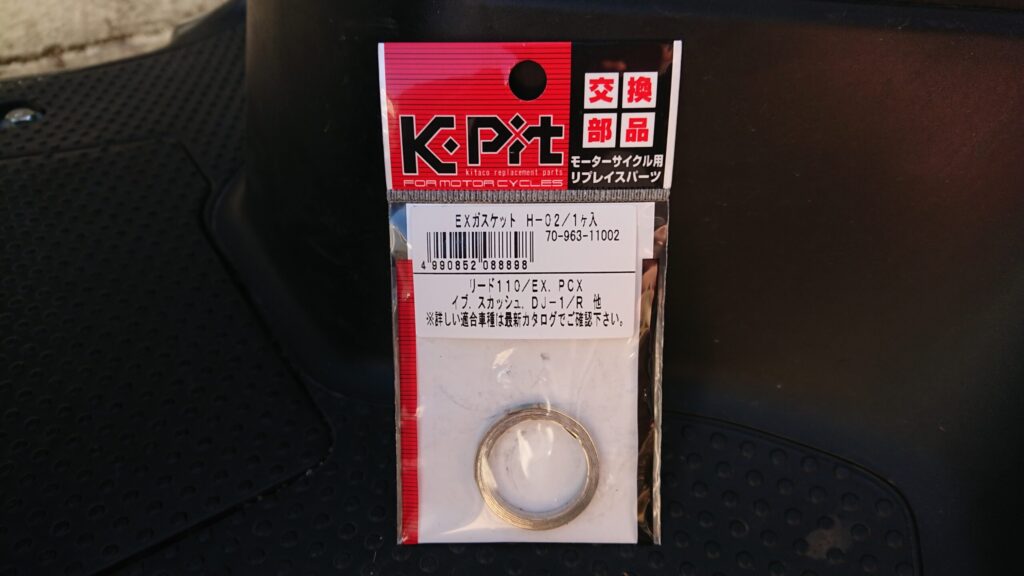 交換
部品
K・Pit
kitaco replacement parts
FOR MOTOR CYCLES
モーターサイクル用
リプレイスパーツ
EXガスケット H-02/1ヶ入
70-963-11002
4 990852 088898
リード110/EX. PCX
イブ. スカッシュ. DJ-1/R 他
※詳しい適合車種は最新カタログでご確認下さい。